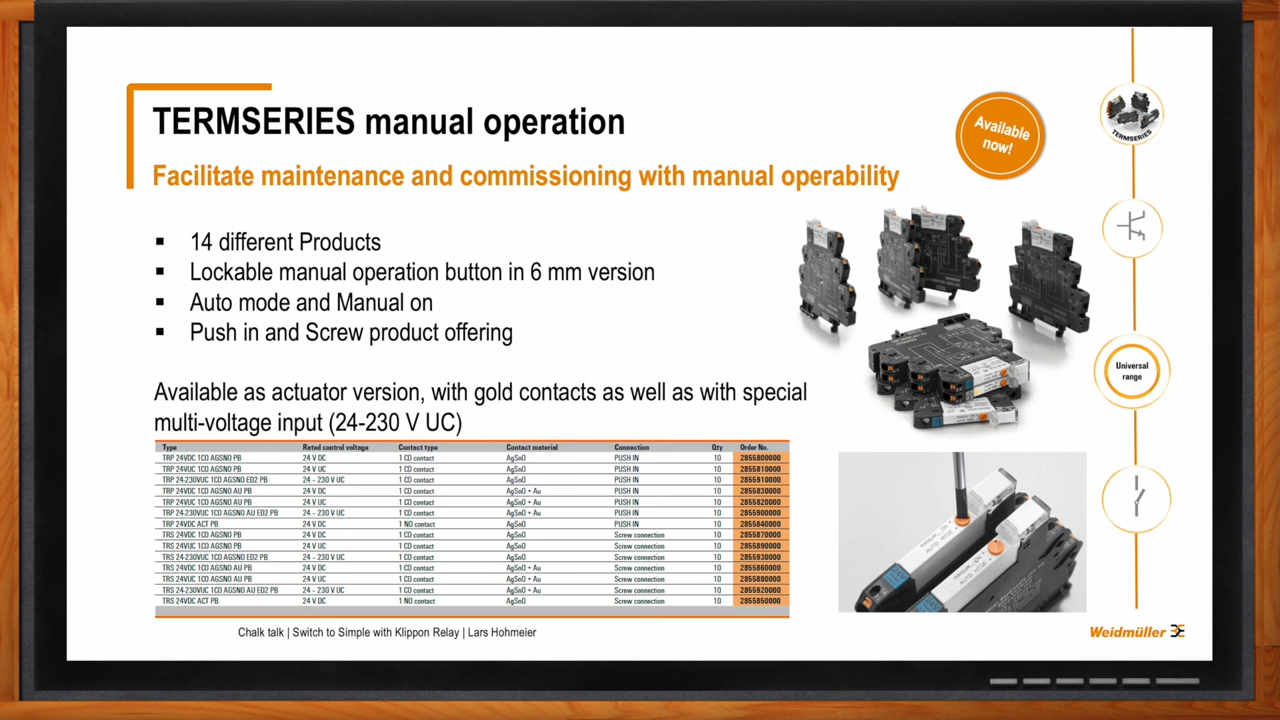 TERMSERIES manual operation
Facilitate maintenance and commissioning with manual operability
Available
now!
TERMSERIES
▪ 14 different Products
▪ Lockable manual operation button in 6 mm version
▪ Auto mode and Manual on
▪ Push in and Screw product offering
Universal
range
Available as actuator version, with gold contacts as well as with special
multi-voltage input (24-230 V UC)
Type Rated control voltage Contact type Contact material Connection Qty Order No.
TRP 24VDC 1CO AGSNO PB 24 V DC 1 CO contact AgSnO PUSH IN 10 2855800000
TRP 24VUC 1CO AGSNO PB 24 V UC 1 CO contact AgSnO PUSH IN 10 2855810000
TRP 24-230VUC 1CO AGSNO ED2 PB 24 – 230 V UC 1 CO contact AgSnO PUSH IN 10 2855910000
TRP 24VDC 1CO AGSNO AU PB 24 V DC 1 CO contact AgSnO + Au PUSH IN 10 2855830000
TRP 24VUC 1CO AGSNO AU PB 24 V UC 1 CO contact AgSnO + Au PUSH IN 10 2855820000
TRP 24-230VUC 1CO AGSNO AU ED2 PB 24 – 230 V UC 1 CO contact AgSnO + Au PUSH IN 10 2855900000
TRP 24VDC ACT PB 24 V DC 1 NO contact AgSnO PUSH IN 10 2855840000
TRS 24VDC 1CO AGSNO PB 24 V DC 1 CO contact AgSnO Screw connection 10 2855870000
TRS 24VUC 1CO AGSNO PB 24 V UC 1 CO contact AgSnO Screw connection 10 2855890000
TRS 24-230VUC 1CO AGSNO ED2 PB 24 – 230 V UC 1 CO contact AgSnO Screw connection 10 2855930000
TRS 24VDC 1CO AGSNO AU PB 24 V DC 1 CO contact AgSnO + Au Screw connection 10 2855860000
TRS 24VUC 1CO AGSNO AU PB 24 V UC 1 CO contact AgSnO + Au Screw connection 10 2855880000
TRS 24-230VUC 1CO AGSNO AU ED2 PB 24 – 230 V UC 1 CO contact AgSnO + Au Screw connection 10 2855920000
TRS 24VDC ACT PB 24 V DC 1 NO contact AgSnO Screw connection 10 2855850000
Chalk talk | Switch to Simple with Klippon Relay | Lars Hohmeier
Weidmüller